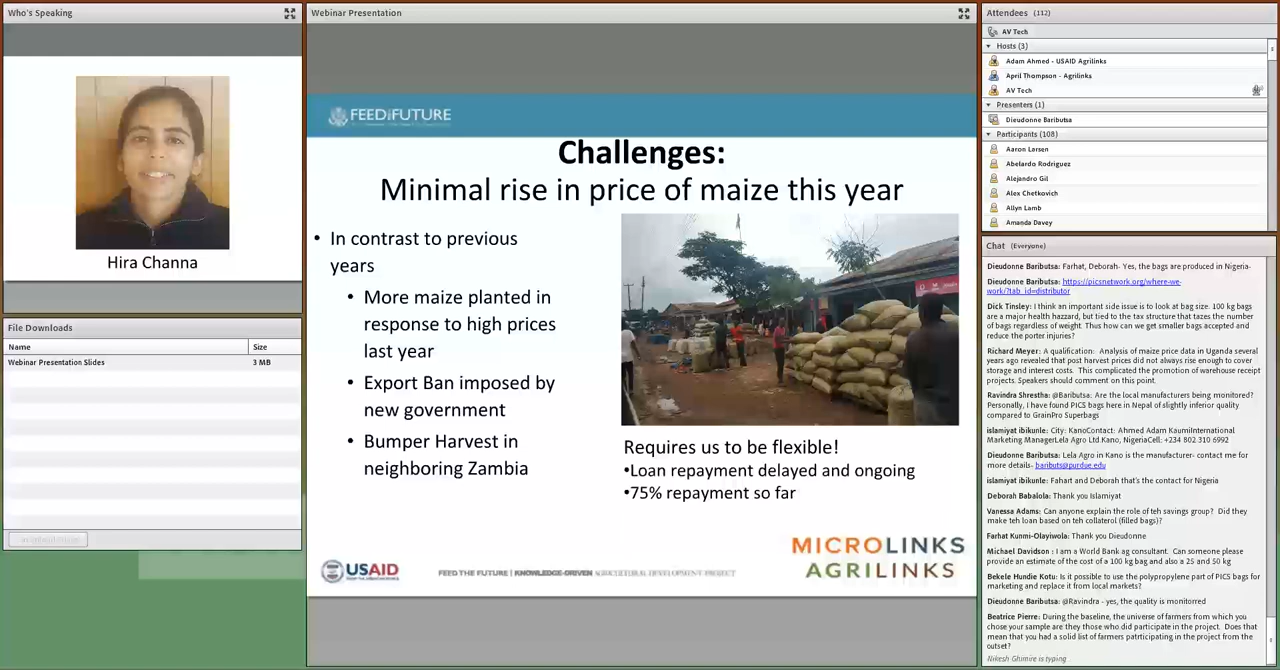 Who's Speaking
Hira Channa
File Downloads
Name
Size
Webinar Presentation Slides
3 MB
Webinar Presentation
FEED THE FUTURE
Challenges:
Minimal rise in price of maize this year
• In contrast to previous
years
• More maize planted in
response to high prices
last year
• Export Ban imposed by
new government
• Bumper Harvest in
neighboring Zambia
Requires us to be flexible!
•Loan repayment delayed and ongoing
•75% repayment so far
MICROLINKS
AGRILINKS
USAID
FEED THE FUTURE | KNOWLEDGE-DRIVEN AGRICULTURAL DEVELOPMENT PROJECT
Attendees (112)
AV Tech
Hosts (3)
Adam Ahmed - USAID Agrilinks
April Thompson - Agrilinks
AV Tech
Presenters (1)
Dieudonne Baributsa
Participants (108)
Aaron Larsen
Abelardo Rodriguez
Alejandro Gil
Alex Chetkovich
Allyn Lamb
Amanda Davey
Chat (Everyone)
Dieudonne Baributsa: Farhat, Deborah- Yes, the bags are produced in Nigeria-
Dieudonne Baributsa: https://picsnetwork.org/where-we-
work/?tab_id=distributor
Dick Tinsley: I think an important side issue is to look at bag size. 100 kg bags
are a major health hazzard, but tied to the tax structure that tazes the number
of bags regardless of weight. Thus how can we get smaller bags accepted and
reduce the porter injuries?
Richard Meyer: A qualification: Analysis of maize price data in Uganda several
years ago revealed that post harvest prices did not always rise enough to cover
storage and interest costs. This complicated the promotion of warehouse receipt
projects. Speakers should comment on this point.
Ravindra Shrestha: @Baributsa: Are the local manufacturers being monitored?
Personally, I have found PICS bags here in Nepal of slightly inferior quality
compared to GrainPro Superbags
islamiyat ibikunle: City: KanoContact: Ahmed Adam KaumiInternational
Marketing ManagerLela Agro Ltd.Kano, NigeriaCell: +234 802 310 6992
Dieudonne Baributsa: Lela Agro in Kano is the manufacturer- contact me for
more details- baributs@purdue.edu
islamiyat ibikunle: Fahart and Deborah that's the contact for Nigeria
Deborah Babalola: Thank you Islamiyat
Vanessa Adams: Can anyone explain the role of teh savings group? Did they
make teh loan based on teh collaterol (filled bags)?
Farhat Kunmi-Olayiwola: Thank you Dieudonne
Michael Davidson : I am a World Bank ag consultant. Can someone please
provide an estimate of the cost of a 100 kg bag and also a 25 and 50 kg
Bekele Hundie Kotu: Is it possible to use the polypropylene part of PICS bags for
marketing and replace it from local markets?
Dieudonne Baributsa: @Ravindra - yes, the quality is monitorred
Beatrice Pierre: During the baseline, the universe of farmers from which you
chose your sample are they those who did participate in the project. Does that
mean that you had a solid list of farmers patrticipating in the project from the
outset?
Nikesh Ghimire is typing